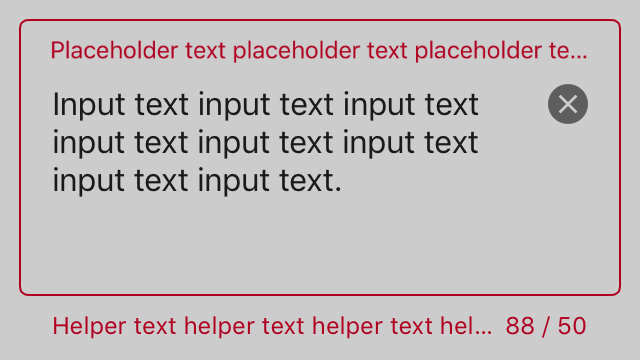 Placeholder text placeholder text placeholder te...
Input text input text input text
input text input text input text
input text input text.
Helper text helper text helper text hel... 88 / 50